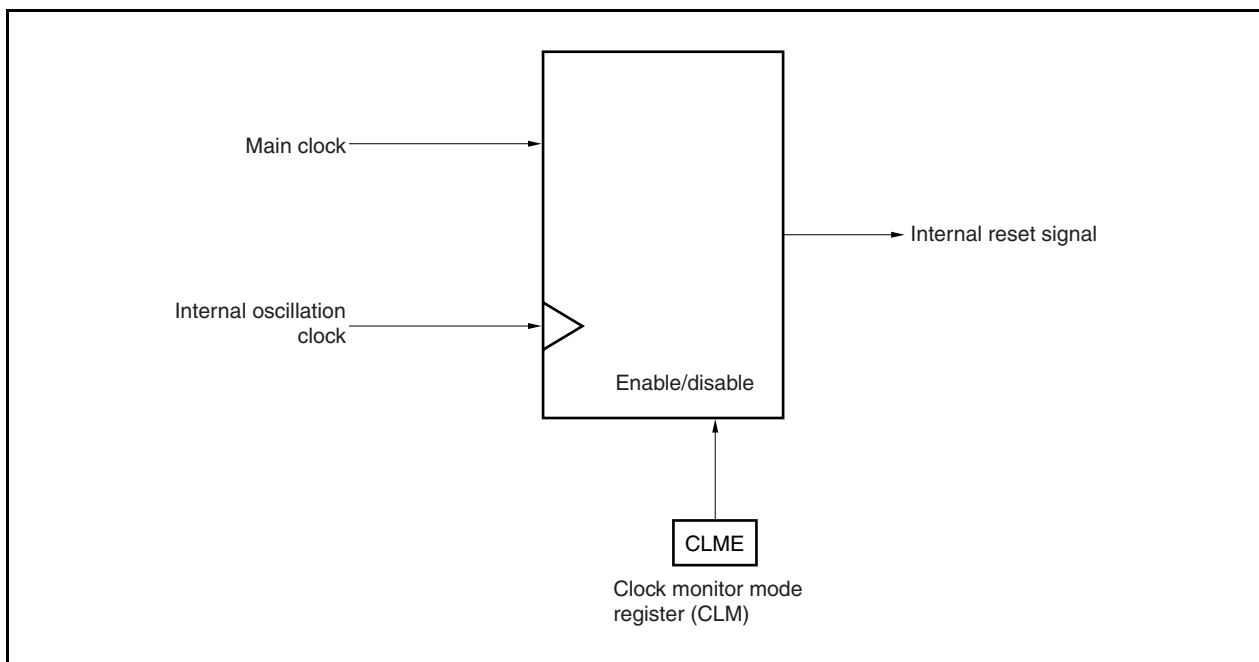 Main clock
Internal reset signal
Internal oscillation
clock
Enable/disable
CLME
Clock monitor mode
register (CLM)